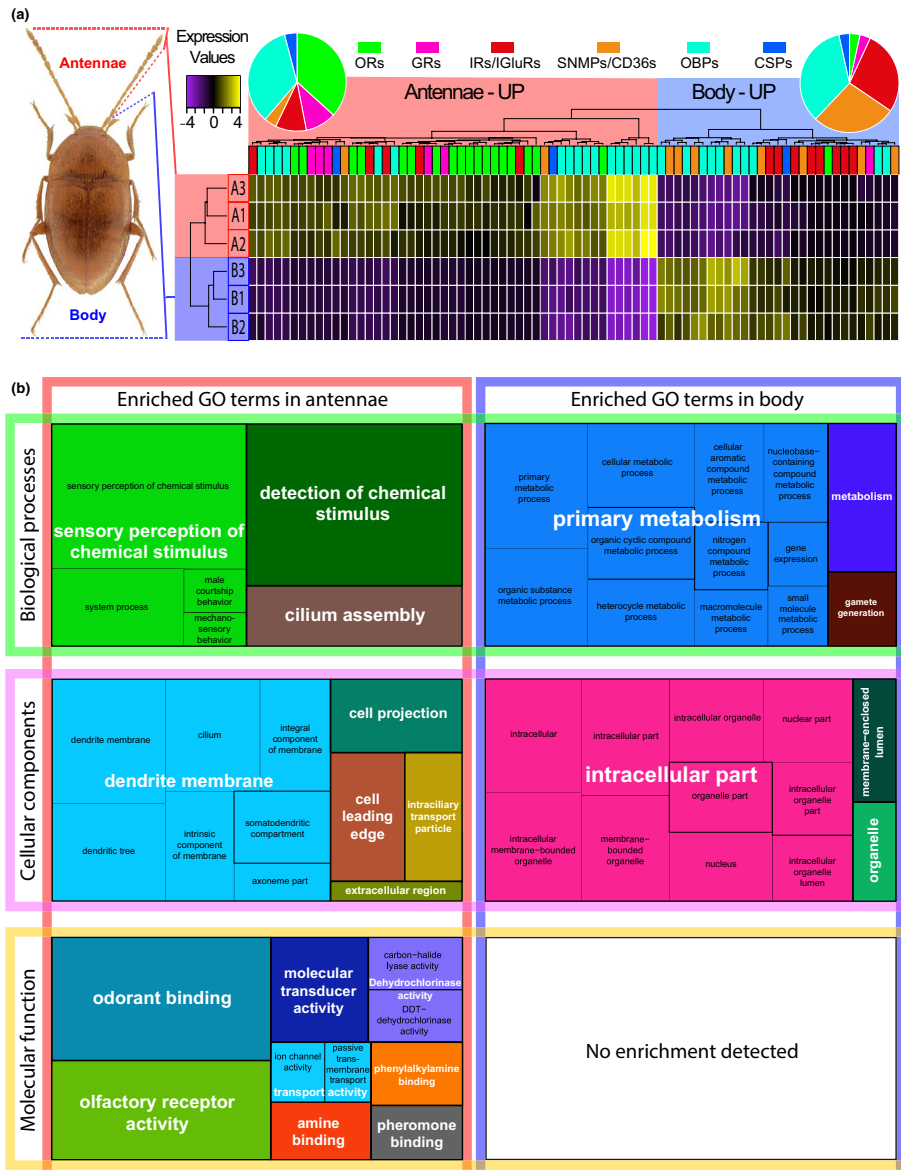 (a)
Antennae
Body
Expression
Values
-4 0 4
ORs
GRs
IRs/IGluRs
SNMPs/CD36s
OBPs
CSPs
Antennae - UP
Body - UP
A3
A1
A2
B3
B1
B2
(b)
Enriched GO terms in antennae
Enriched GO terms in body
Biological processes
sensory perception of chemical stimulus
sensory perception of
chemical stimulus
system process
male
courtship
behavior
mechano-
sensory
behavior
detection of chemical
stimulus
cilium assembly
primary
metabolic
process
cellular metabolic
process
cellular
aromatic
compound
metabolic
process
nucleobase−
containing
compound
metabolic
process
metabolism
primary metabolism
organic cyclic compound
metabolic process
nitrogen
compound
metabolic
process
gene
expression
organic substance
metabolic process
heterocycle metabolic
process
macromolecule
metabolic
process
small
molecule
metabolic
process
gamete
generation
Cellular components
dendrite membrane
cilium
integral
component
of membrane
dendrite membrane
dendritic tree
intrinsic
component
of membrane
somatodendritic
compartment
axoneme part
cell projection
cell
leading
edge
intraciliary
transport
particle
extracellular region
intracellular
intracellular part
intracellular organelle
nuclear part
membrane−enclosed
lumen
intracellular part
organelle part
intracellular
organelle
part
intracellular
membrane−bounded
organelle
membrane−
bounded
organelle
nucleus
intracellular
organelle
lumen
organelle
Molecular function
odorant binding
olfactory receptor
activity
molecular
transducer
activity
carbon−halide
lyase activity
Dehydrochlorinase
activity
DDT−
dehydrochlorinase
activity
ion channel
activity
passive
trans-
membrane
transport
activity
transport activity
phenylalkylamine
binding
amine
binding
pheromone
binding
No enrichment detected